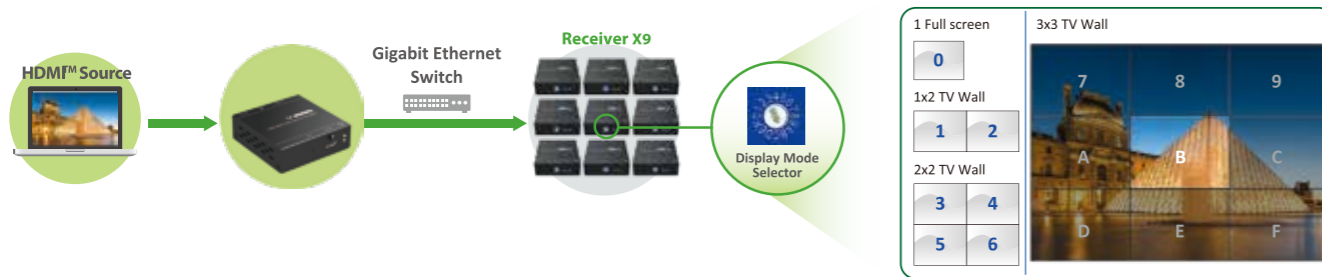 HDMI™ Source
Gigabit Ethernet
Switch
Receiver X9
Display Mode
Selector
1 Full screen
0
1x2 TV Wall
1 2
2x2 TV Wall
3 4
5 6
3x3 TV Wall
7 8 9
A B C
D E F